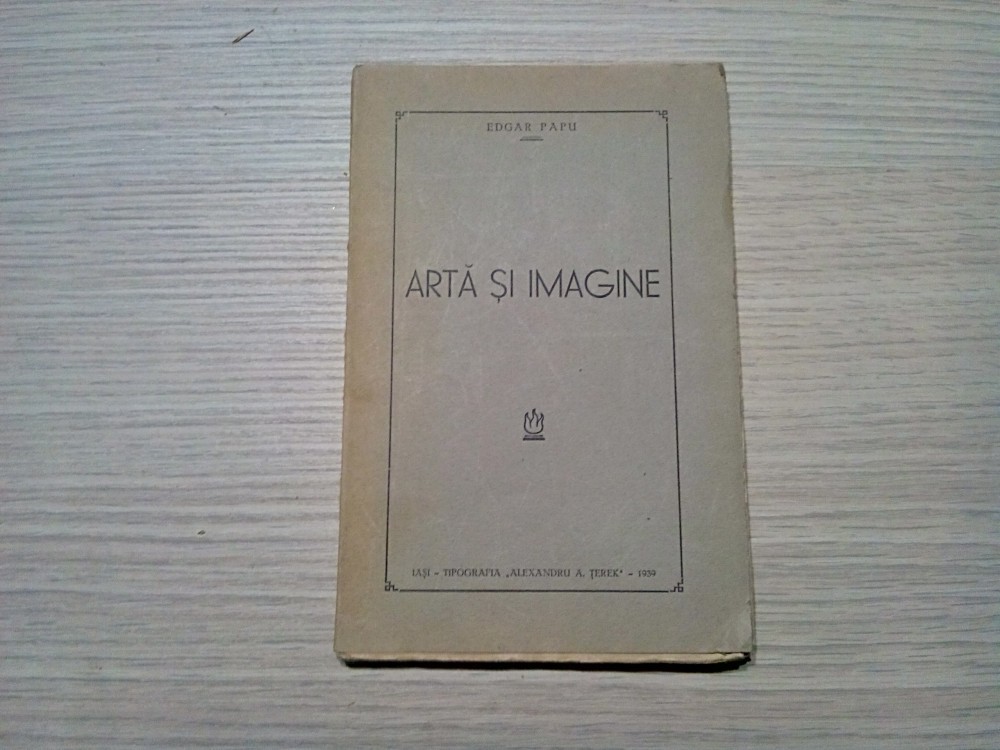 EDGAR PAPU
ARTĂ ȘI IMAGINE
IAȘI – TIPOGRAFIA „ALEXANDRU A. ȚEREK" – 1939